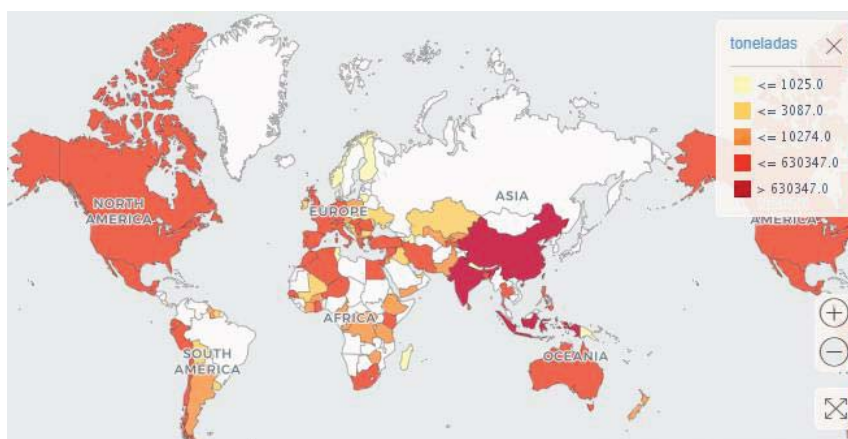 toneladas
<= 1025.0
<= 3087.0
<= 10274.0
<= 630347.0
> 630347.0
NORTH
AMERICA
EUROPE
ASIA
AMERICA
AFRICA
SOUTH
AMERICA
OCEANIA